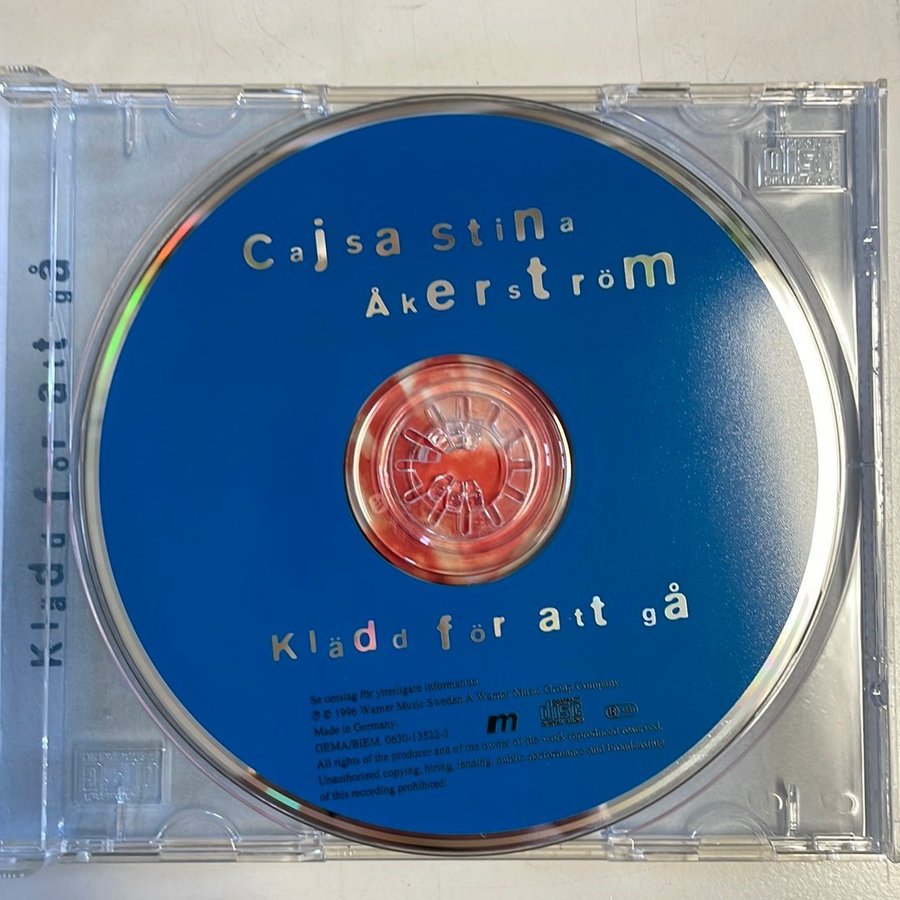 Cajsa stina
Åkerström
Klädd för att gå
Klädd för att gå
Se omslag för ytterligare information.
℗ © 1996 Warner Music Sweden A Warner Music Group Company
Made in Germany.
GEMA/BIEM. 0630-13522-2
m
DISC
All rights of the producer and of the owner of the work reproduced reserved.
Unauthorized copying, hiring, lending, public performance and broadcasting
of this recording prohibited!
DISC